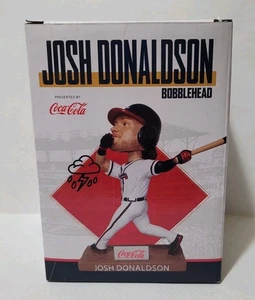 JOSH DONALDSON
BOBBLEHEAD
PRESENTED BY
Coca-Cola
Coca-Cola
JOSH DONALDSON